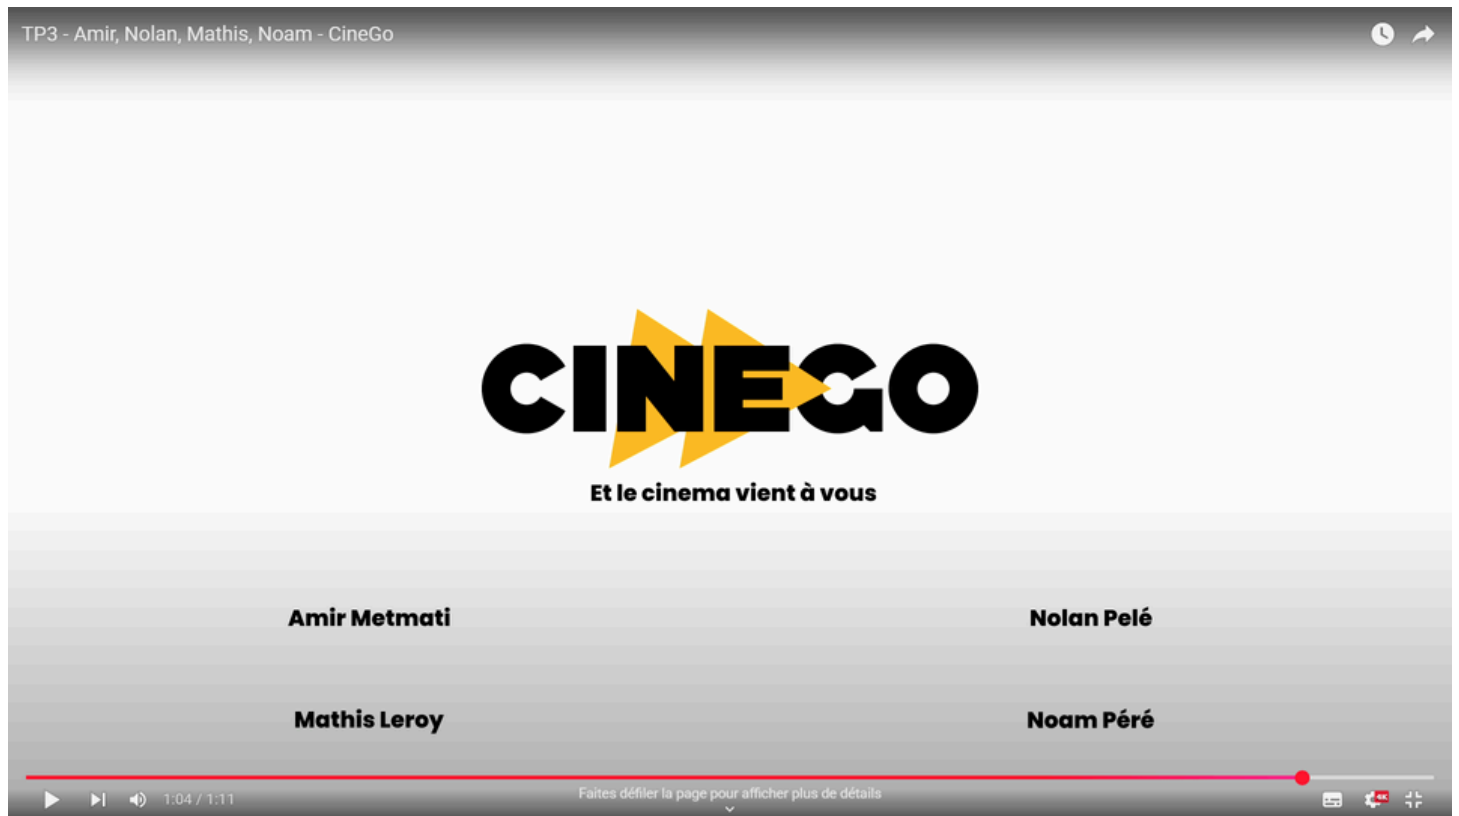 TP3 - Amir, Nolan, Mathis, Noam - CineGo
CINEGO
Et le cinema vient à vous
Amir Metmati
Nolan Pelé
Mathis Leroy
Noam Péré
Faites défiler la page pour afficher plus de détails
1:04 / 1:11
4K